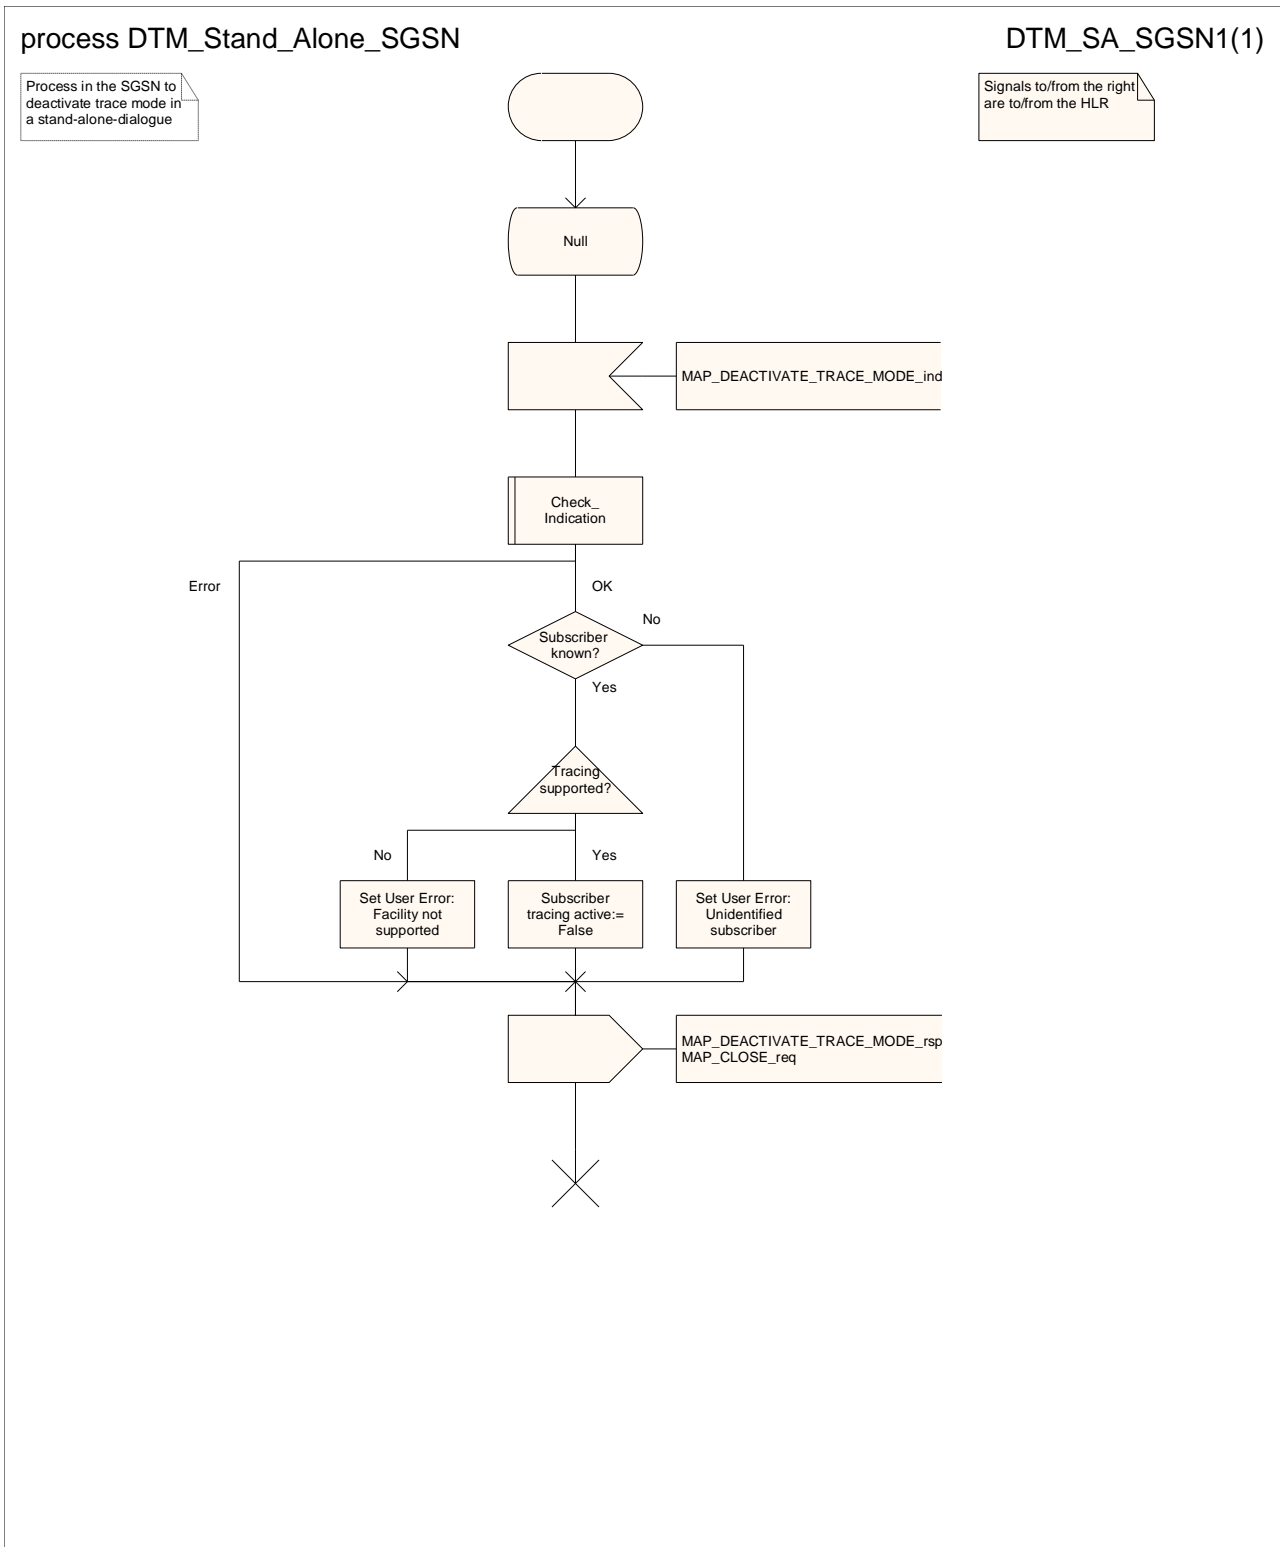 process DTM_Stand_Alone_SGSN
DTM_SA_SGSN1(1)
Process in the SGSN to
deactivate trace mode in
a stand-alone-dialogue
Signals to/from the right
are to/from the HLR
Null
MAP_DEACTIVATE_TRACE_MODE_ind
Check_
Indication
Error
OK
Subscriber
known?
No
Yes
Tracing
supported?
No
Yes
Set User Error:
Facility not
supported
Subscriber
tracing active:=
False
Set User Error:
Unidentified
subscriber
MAP_DEACTIVATE_TRACE_MODE_rsp
MAP_CLOSE_req